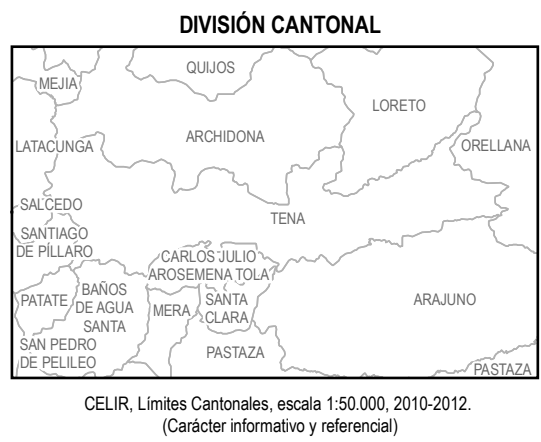 DIVISIÓN CANTONAL
QUIJOS
MEJIA
LORETO
ARCHIDONA
LATACUNGA
ORELLANA
SALCEDO
TENA
SANTIAGO
DE PÍLLARO
CARLOS JULIO
AROSEMENA TOLA
BAÑOS
DE AGUA
SANTA
PATATE
MERA
SANTA
CLARA
ARAJUNO
SAN PEDRO
DE PELILEO
PASTAZA
PASTAZA
CELIR, Límites Cantonales, escala 1:50.000, 2010-2012.
(Carácter informativo y referencial)